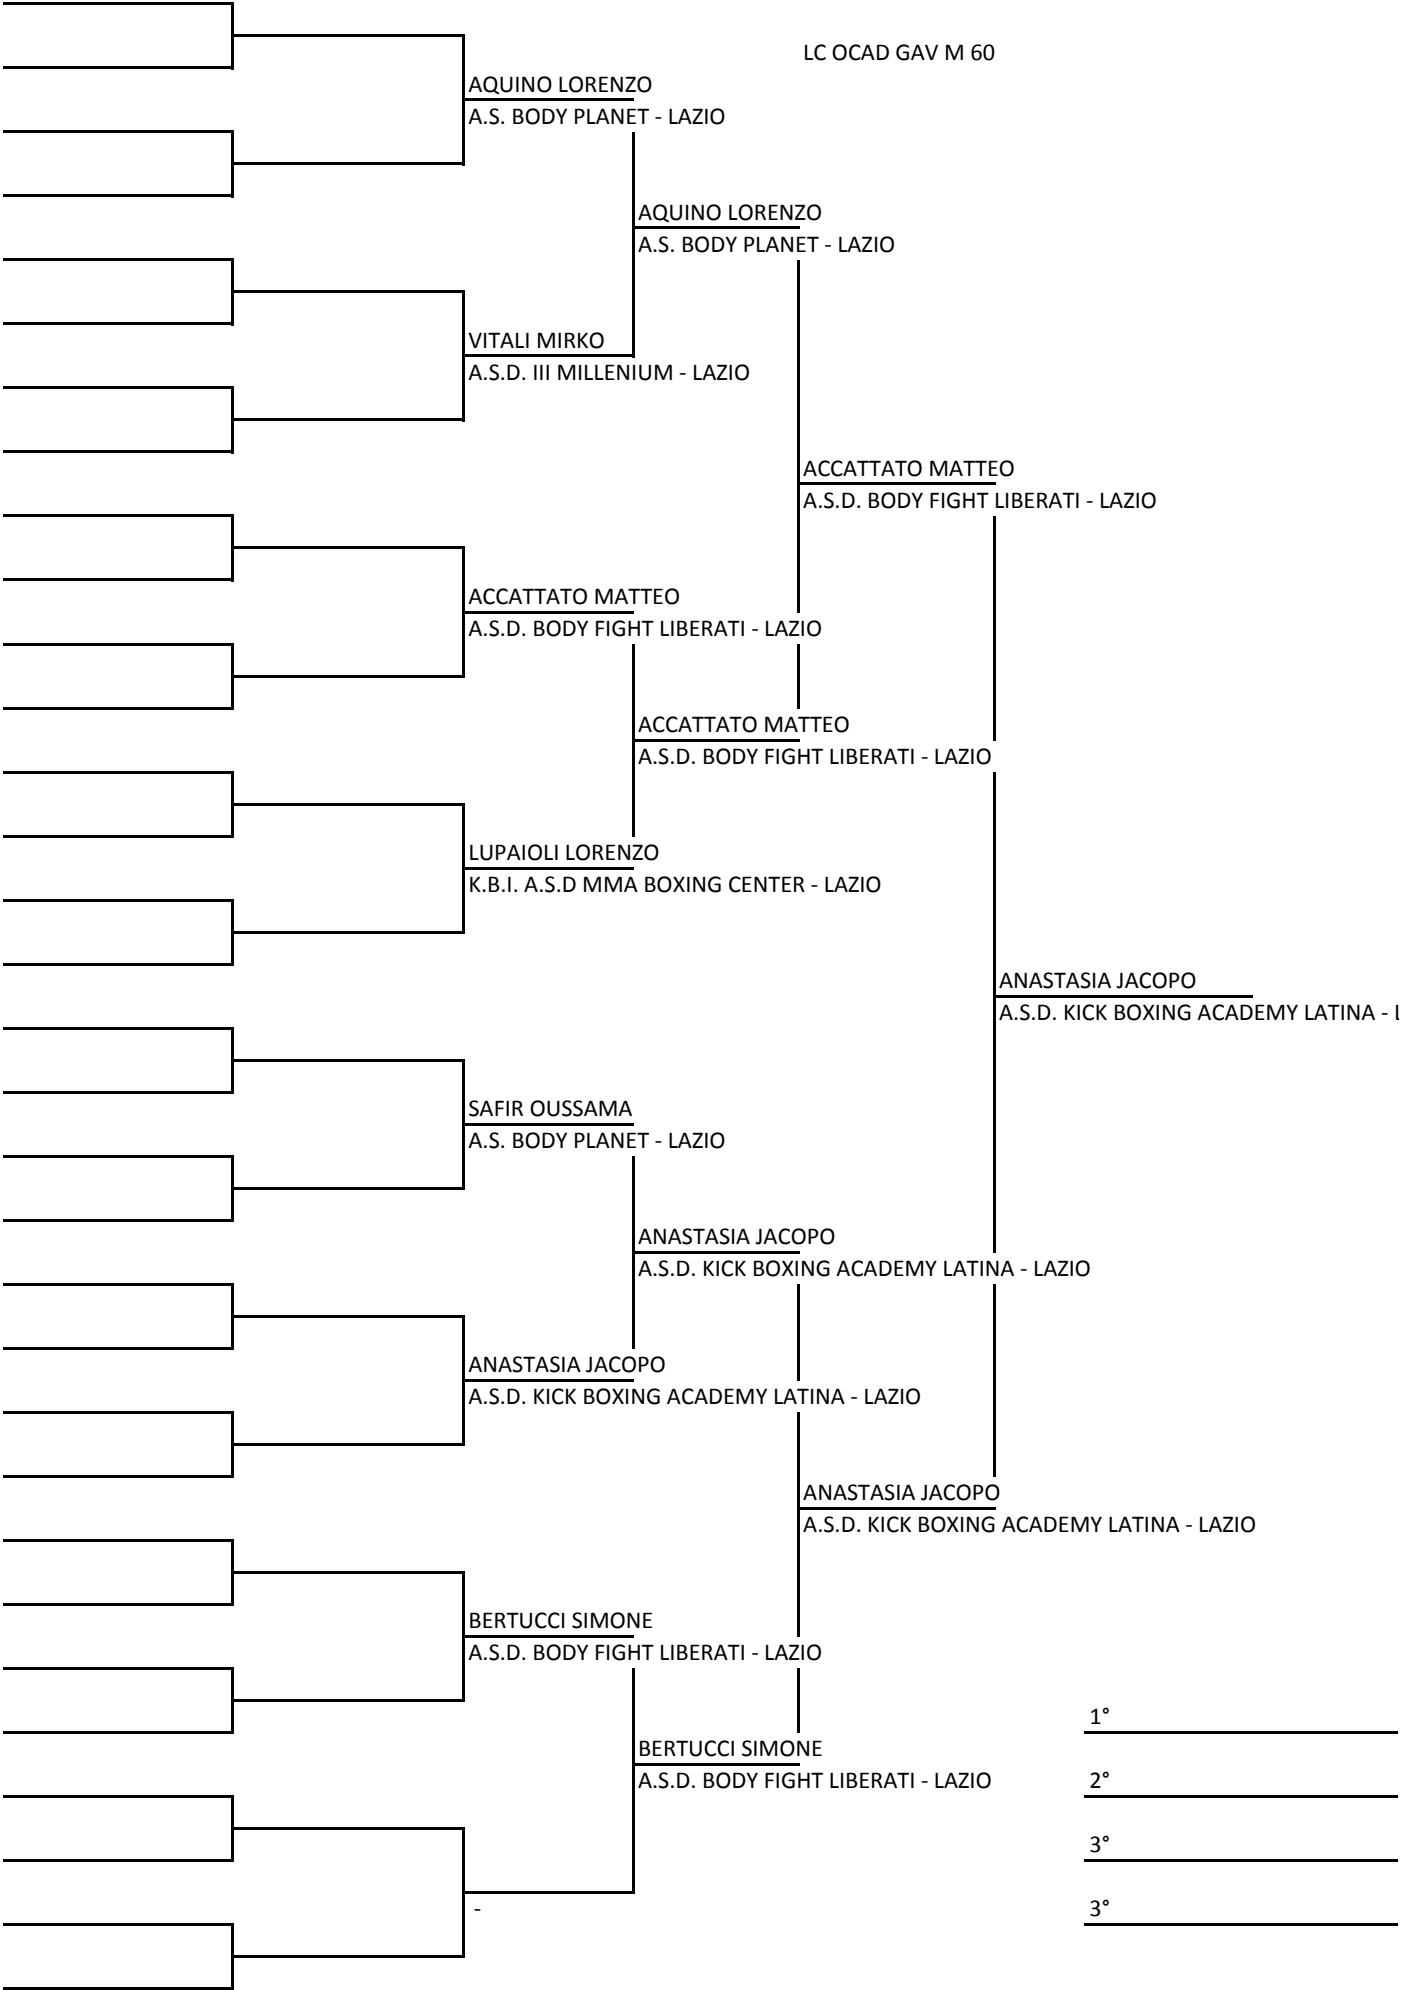 LC OCAD GAV M 60
AQUINO LORENZO
A.S. BODY PLANET - LAZIO
AQUINO LORENZO
A.S. BODY PLANET - LAZIO
VITALI MIRKO
A.S.D. III MILLENIUM - LAZIO
ACCATTATO MATTEO
A.S.D. BODY FIGHT LIBERATI - LAZIO
ACCATTATO MATTEO
A.S.D. BODY FIGHT LIBERATI - LAZIO
ACCATTATO MATTEO
A.S.D. BODY FIGHT LIBERATI - LAZIO
LUPAIOLI LORENZO
K.B.I. A.S.D MMA BOXING CENTER - LAZIO
ANASTASIA JACOPO
A.S.D. KICK BOXING ACADEMY LATINA - L
SAFIR OUSSAMA
A.S. BODY PLANET - LAZIO
ANASTASIA JACOPO
A.S.D. KICK BOXING ACADEMY LATINA - LAZIO
ANASTASIA JACOPO
A.S.D. KICK BOXING ACADEMY LATINA - LAZIO
ANASTASIA JACOPO
A.S.D. KICK BOXING ACADEMY LATINA - LAZIO
BERTUCCI SIMONE
A.S.D. BODY FIGHT LIBERATI - LAZIO
1°
BERTUCCI SIMONE
A.S.D. BODY FIGHT LIBERATI - LAZIO
2°
3°
-
3°